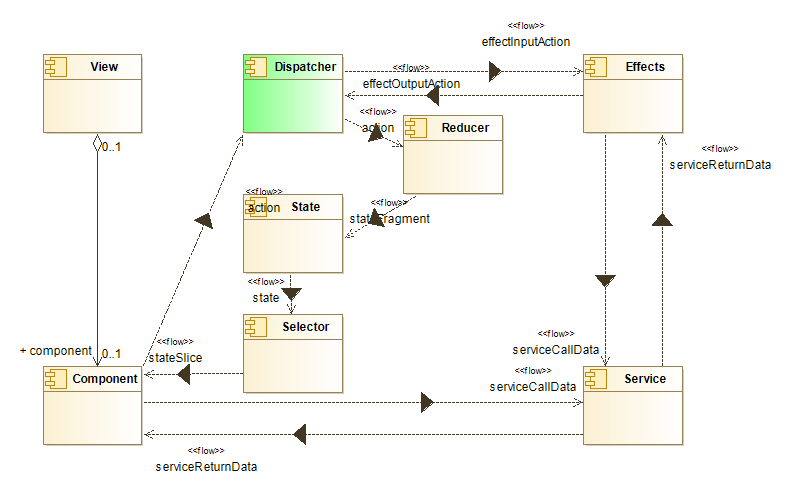 <<flow>>
effectInputAction
View
Dispatcher
<<flow>>
effectOutputAction
Effects
<<flow>>
action
Reducer
0..1
<<flow>>
serviceReturnData
<<flow>>
action
State
<<flow>>
stateFragment
<<flow>>
state
Selector
<<flow>>
stateSlice
+ component
0..1
<<flow>>
serviceCallData
<<flow>>
serviceCallData
Component
Service
<<flow>>
serviceReturnData